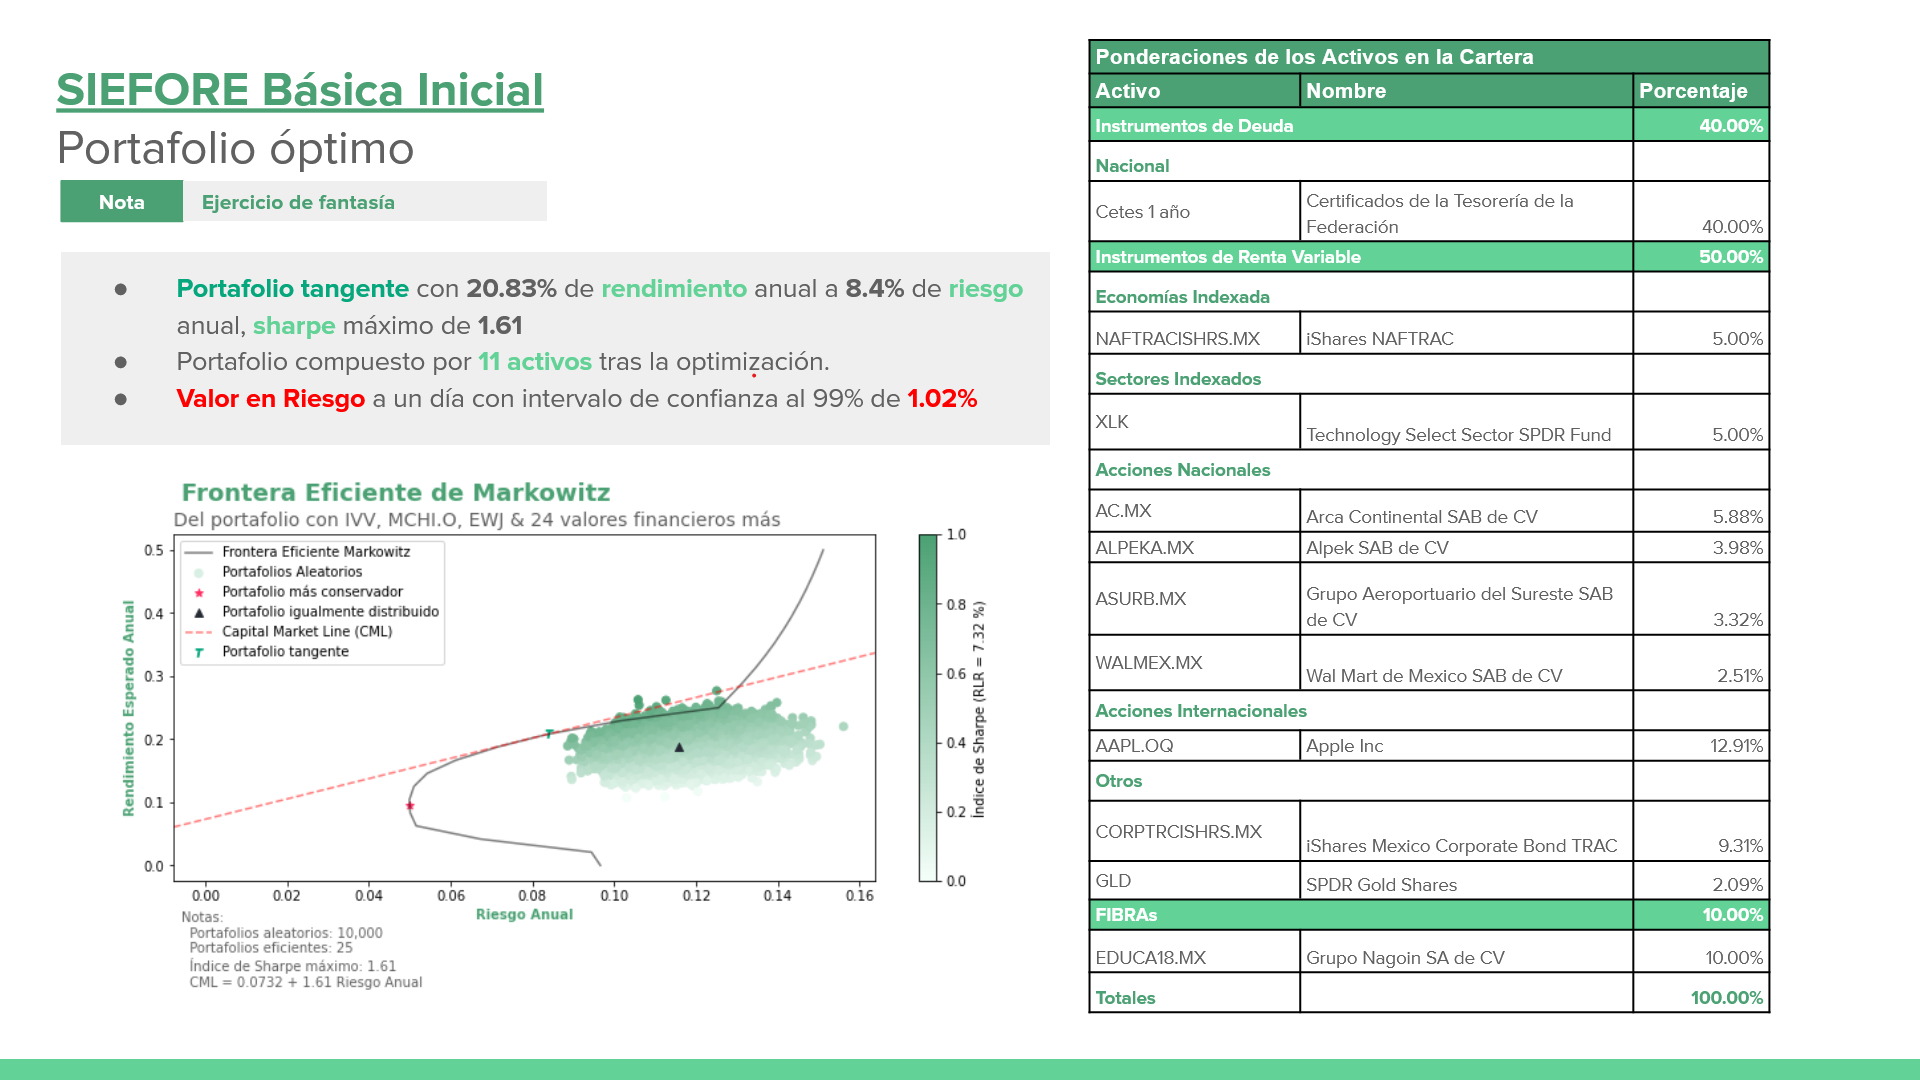 SIEFORE Básica Inicial
Portafolio óptimo
Nota Ejercicio de fantasía
● Portafolio tangente con 20.83% de rendimiento anual a 8.4% de riesgo
anual, sharpe máximo de 1.61
● Portafolio compuesto por 11 activos tras la optimización.
● Valor en Riesgo a un día con intervalo de confianza al 99% de 1.02%
Frontera Eficiente de Markowitz
Del portafolio con IVV, MCHI.O, EWJ & 24 valores financieros más
Frontera Eficiente Markowitz
Portafolios Aleatorios
Portafolio más conservador
Portafolio igualmente distribuido
Capital Market Line (CML)
T Portafolio tangente
Rendimiento Esperado Anual
0.5
0.4
0.3
0.2
0.1
0.0
T
0.00 0.02 0.04 0.06 0.08 0.10 0.12 0.14 0.16
Riesgo Anual
1.0
0.8
0.6
0.4
0.2
0.0
Índice de Sharpe (RLR = 7.32 %)
Notas:
Portafolios aleatorios: 10,000
Portafolios eficientes: 25
Índice de Sharpe máximo: 1.61
CML = 0.0732 + 1.61 Riesgo Anual
Ponderaciones de los Activos en la Cartera
Activo Nombre Porcentaje
Instrumentos de Deuda 40.00%
Nacional
Cetes 1 año Certificados de la Tesorería de la
Federación 40.00%
Instrumentos de Renta Variable 50.00%
Economías Indexada
NAFTRACISHRS.MX iShares NAFTRAC 5.00%
Sectores Indexados
XLK Technology Select Sector SPDR Fund 5.00%
Acciones Nacionales
AC.MX Arca Continental SAB de CV 5.88%
ALPEKA.MX Alpek SAB de CV 3.98%
ASURB.MX Grupo Aeroportuario del Sureste SAB
de CV 3.32%
WALMEX.MX Wal Mart de Mexico SAB de CV 2.51%
Acciones Internacionales
AAPL.OQ Apple Inc 12.91%
Otros
CORPTRCISHRS.MX iShares Mexico Corporate Bond TRAC 9.31%
GLD SPDR Gold Shares 2.09%
FIBRAs 10.00%
EDUCA18.MX Grupo Nagoin SA de CV 10.00%
Totales 100.00%